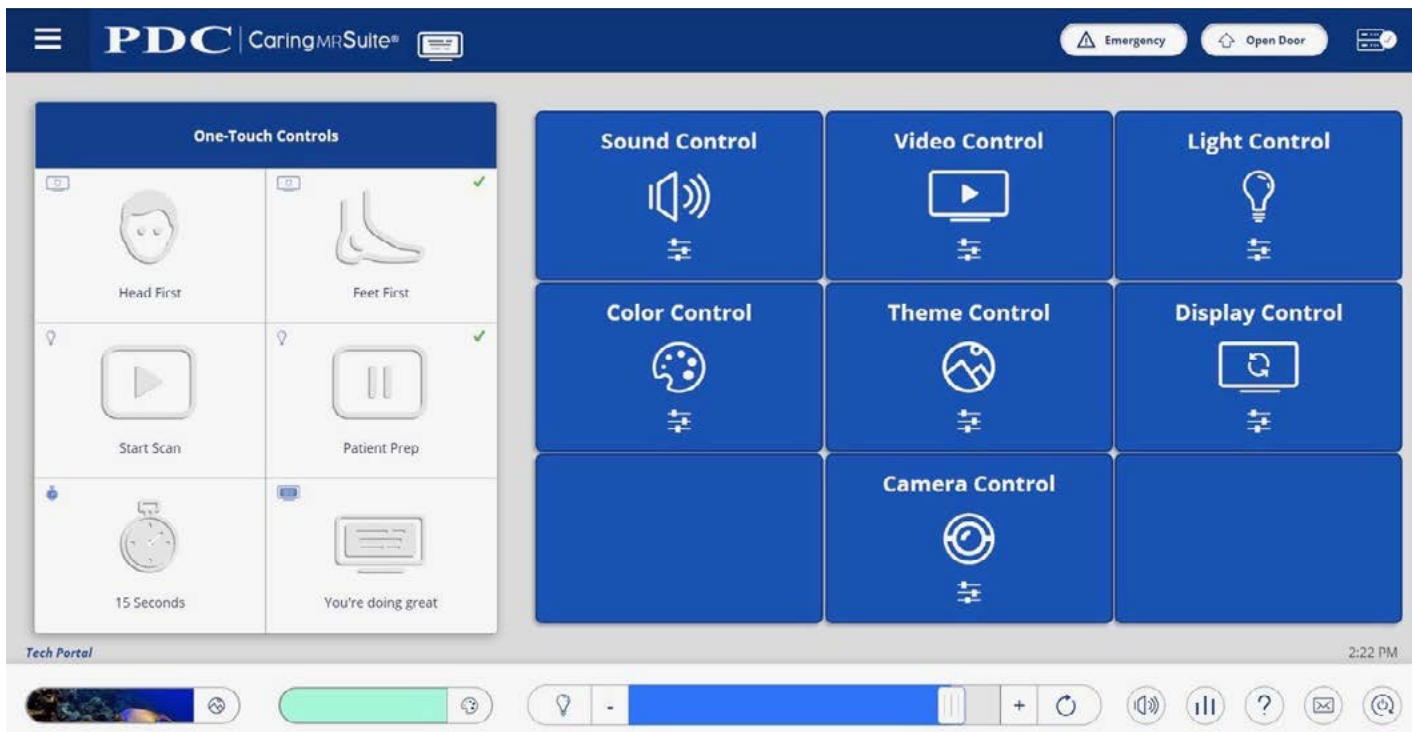 PDC CaringMRSuite®
Emergency
Open Door
One-Touch Controls
Head First
Feet First
Start Scan
Patient Prep
15 Seconds
You're doing great
Sound Control
Video Control
Light Control
Color Control
Theme Control
Display Control
Camera Control
Tech Portal
2:22 PM
- +
?